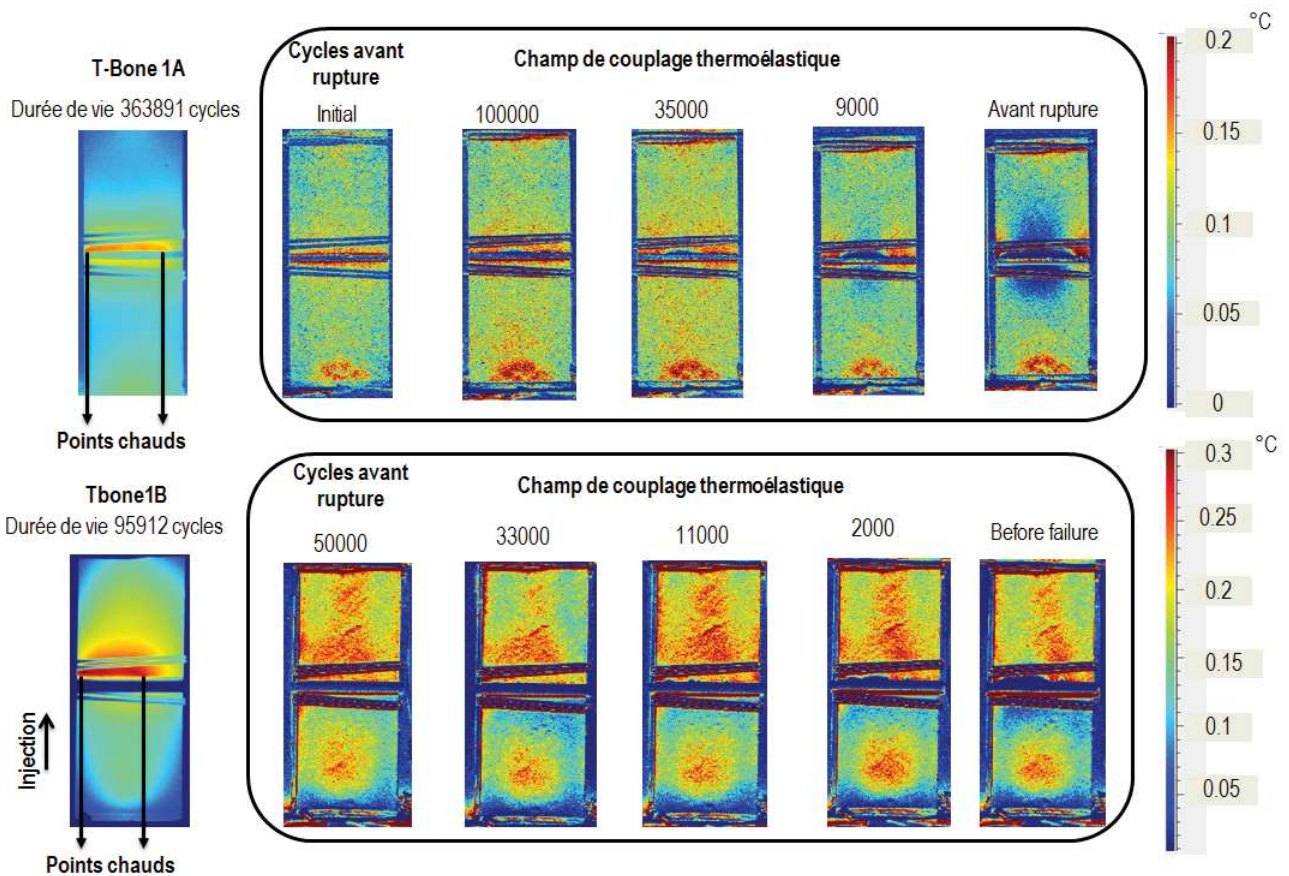 T-Bone 1A
Durée de vie 363891 cycles
Points chauds
Cycles avant
rupture
Champ de couplage thermoélastique
Initial
100000
35000
9000
Avant rupture
°C
0.2
0.15
0.1
0.05
0
Tbone1B
Durée de vie 95912 cycles
Injection
Points chauds
Cycles avant
rupture
Champ de couplage thermoélastique
50000
33000
11000
2000
Before failure
°C
0.3
0.25
0.2
0.15
0.1
0.05